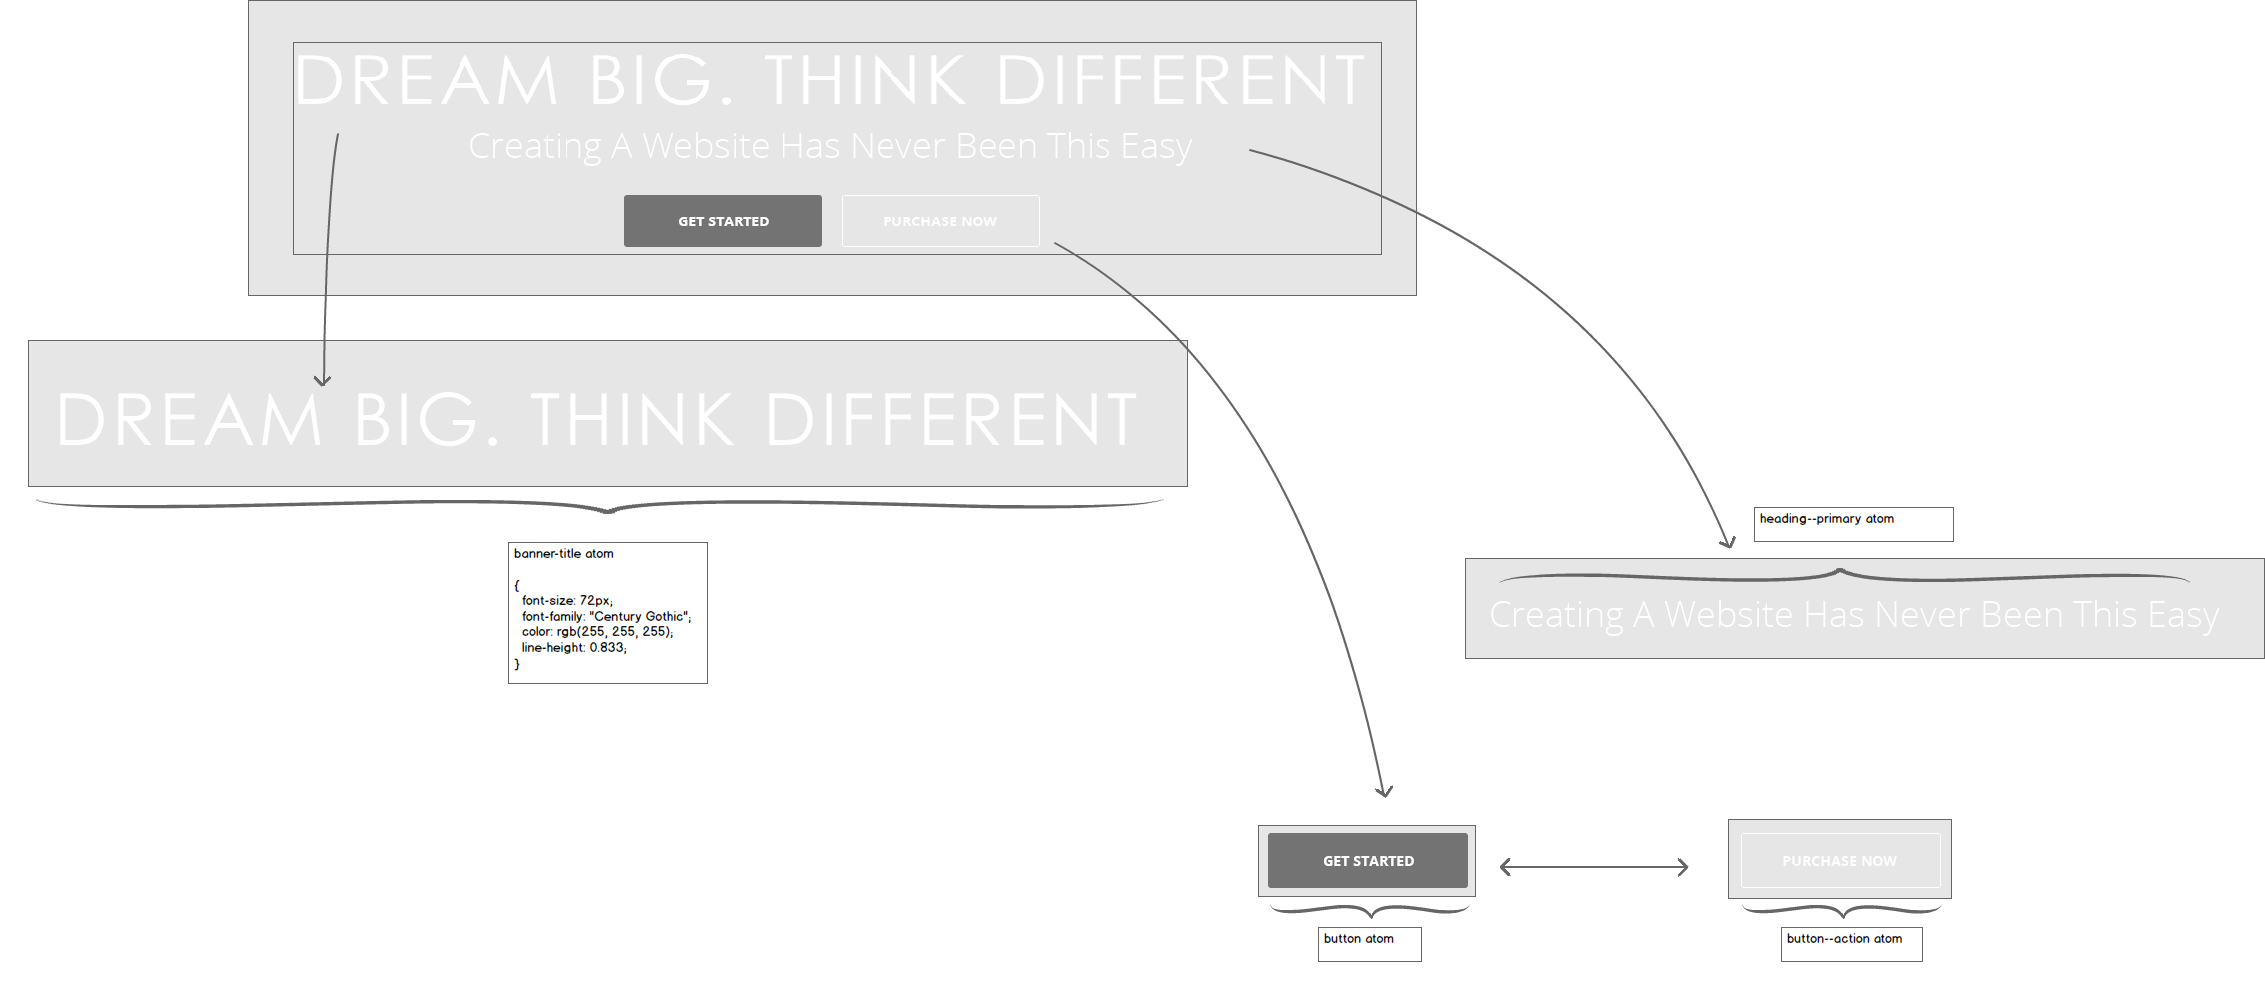 DREAM BIG. THINK DIFFERENT
Creating A Website Has Never Been This Easy
GET STARTED
PURCHASE NOW
DREAM BIG. THINK DIFFERENT
banner-title atom
{
font-size: 72px;
font-family: "Century Gothic";
color: rgb(255, 255, 255);
line-height: 0.833;
}
heading--primary atom
Creating A Website Has Never Been This Easy
GET STARTED
PURCHASE NOW
button atom
button--action atom